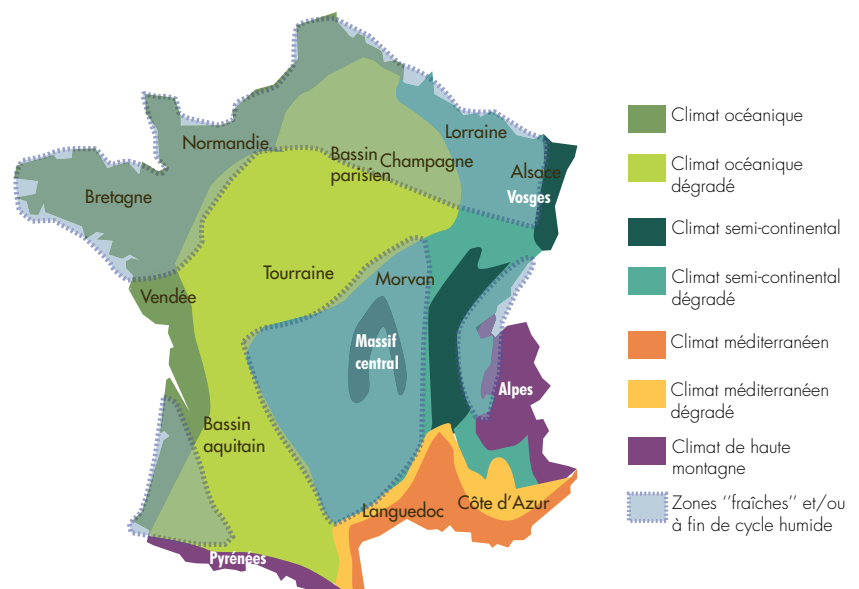 Normandie
Lorraine
Bassin
parisien
Champagne
Alsace
Vosges
Bretagne
Tourraine
Morvan
Vendée
Massif
central
Alpes
Bassin
aquitain
Languedoc
Côte d'Azur
Pyrénées
Climat océanique
Climat océanique
dégradé
Climat semi-continental
Climat semi-continental
dégradé
Climat méditerranéen
Climat méditerranéen
dégradé
Climat de haute
montagne
Zones "fraîches" et/ou
à fin de cycle humide